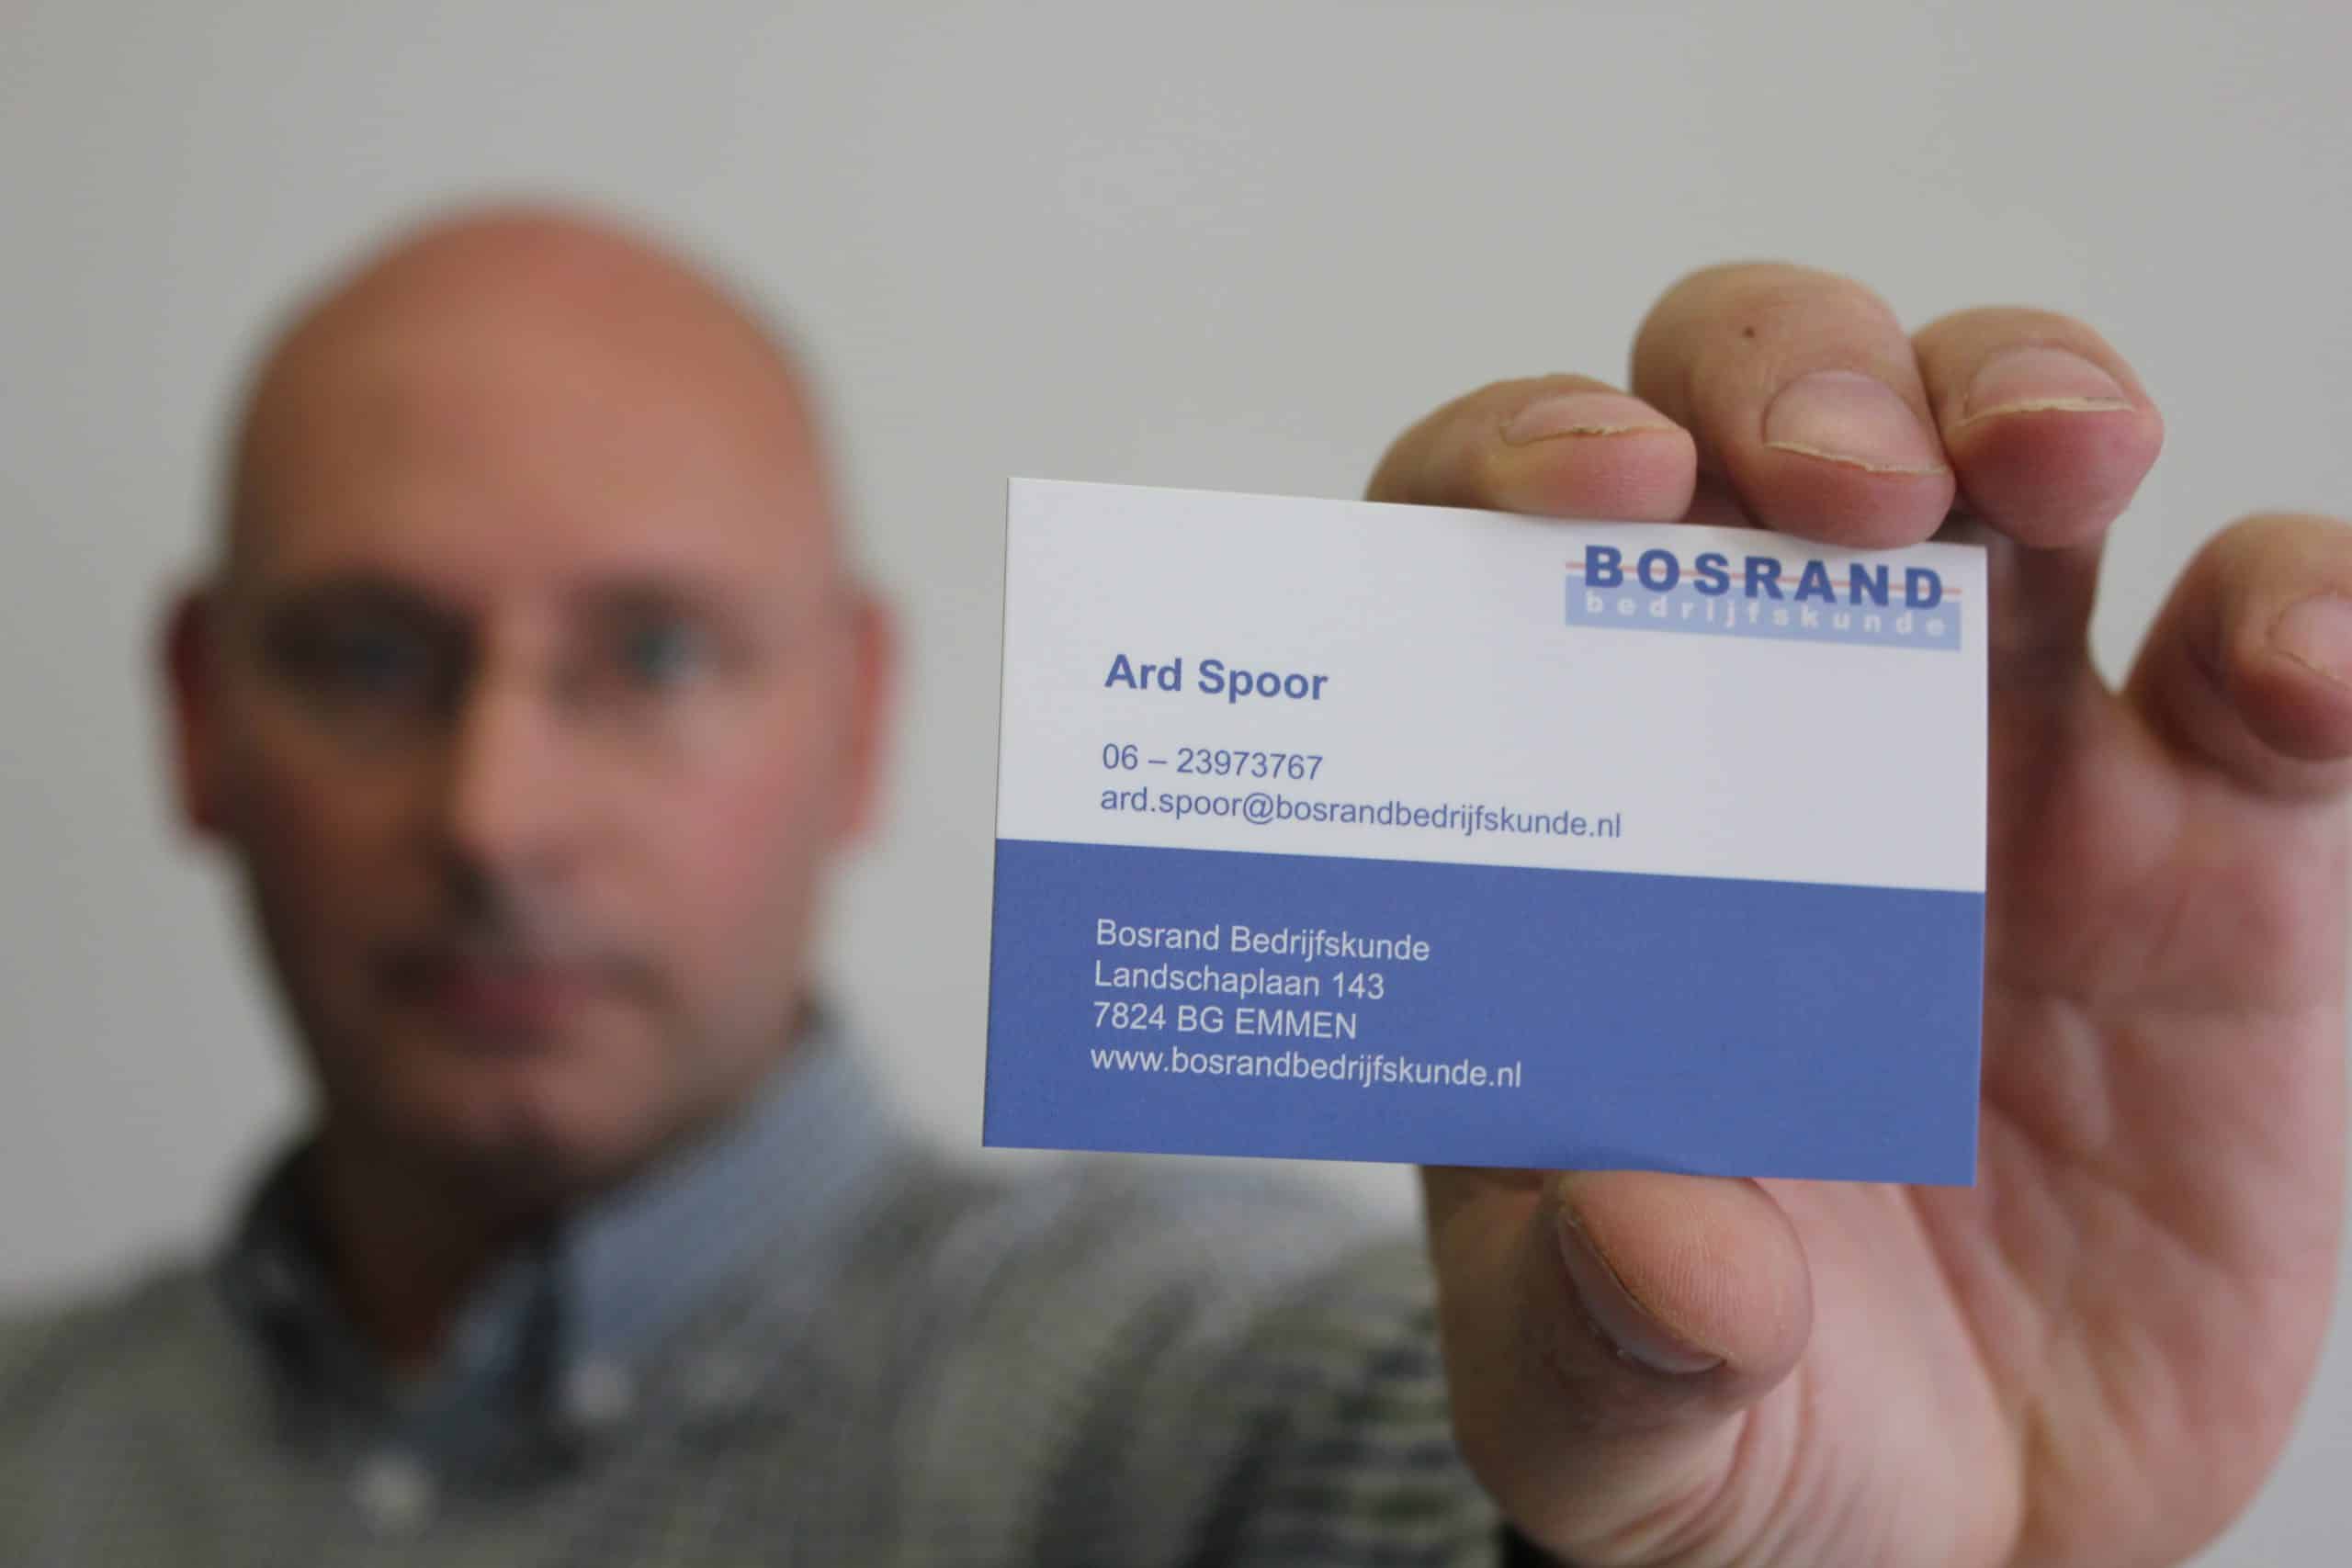 BOSRAND
bedrijfskunde
Ard Spoor
06 – 23973767
ard.spoor@bosrandbedrijfskunde.nl
Bosrand Bedrijfskunde
Landschaplaan 143
7824 BG EMMEN
www.bosrandbedrijfskunde.nl